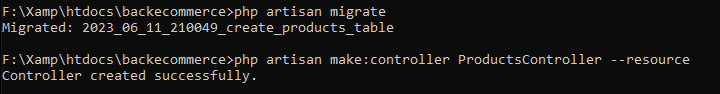 F:\Xamp\htdocs\backecommerce>php artisan migrate
Migrated: 2023_06_11_210049_create_products_table
F:\Xamp\htdocs\backecommerce>php artisan make:controller ProductsController --resource
Controller created successfully.